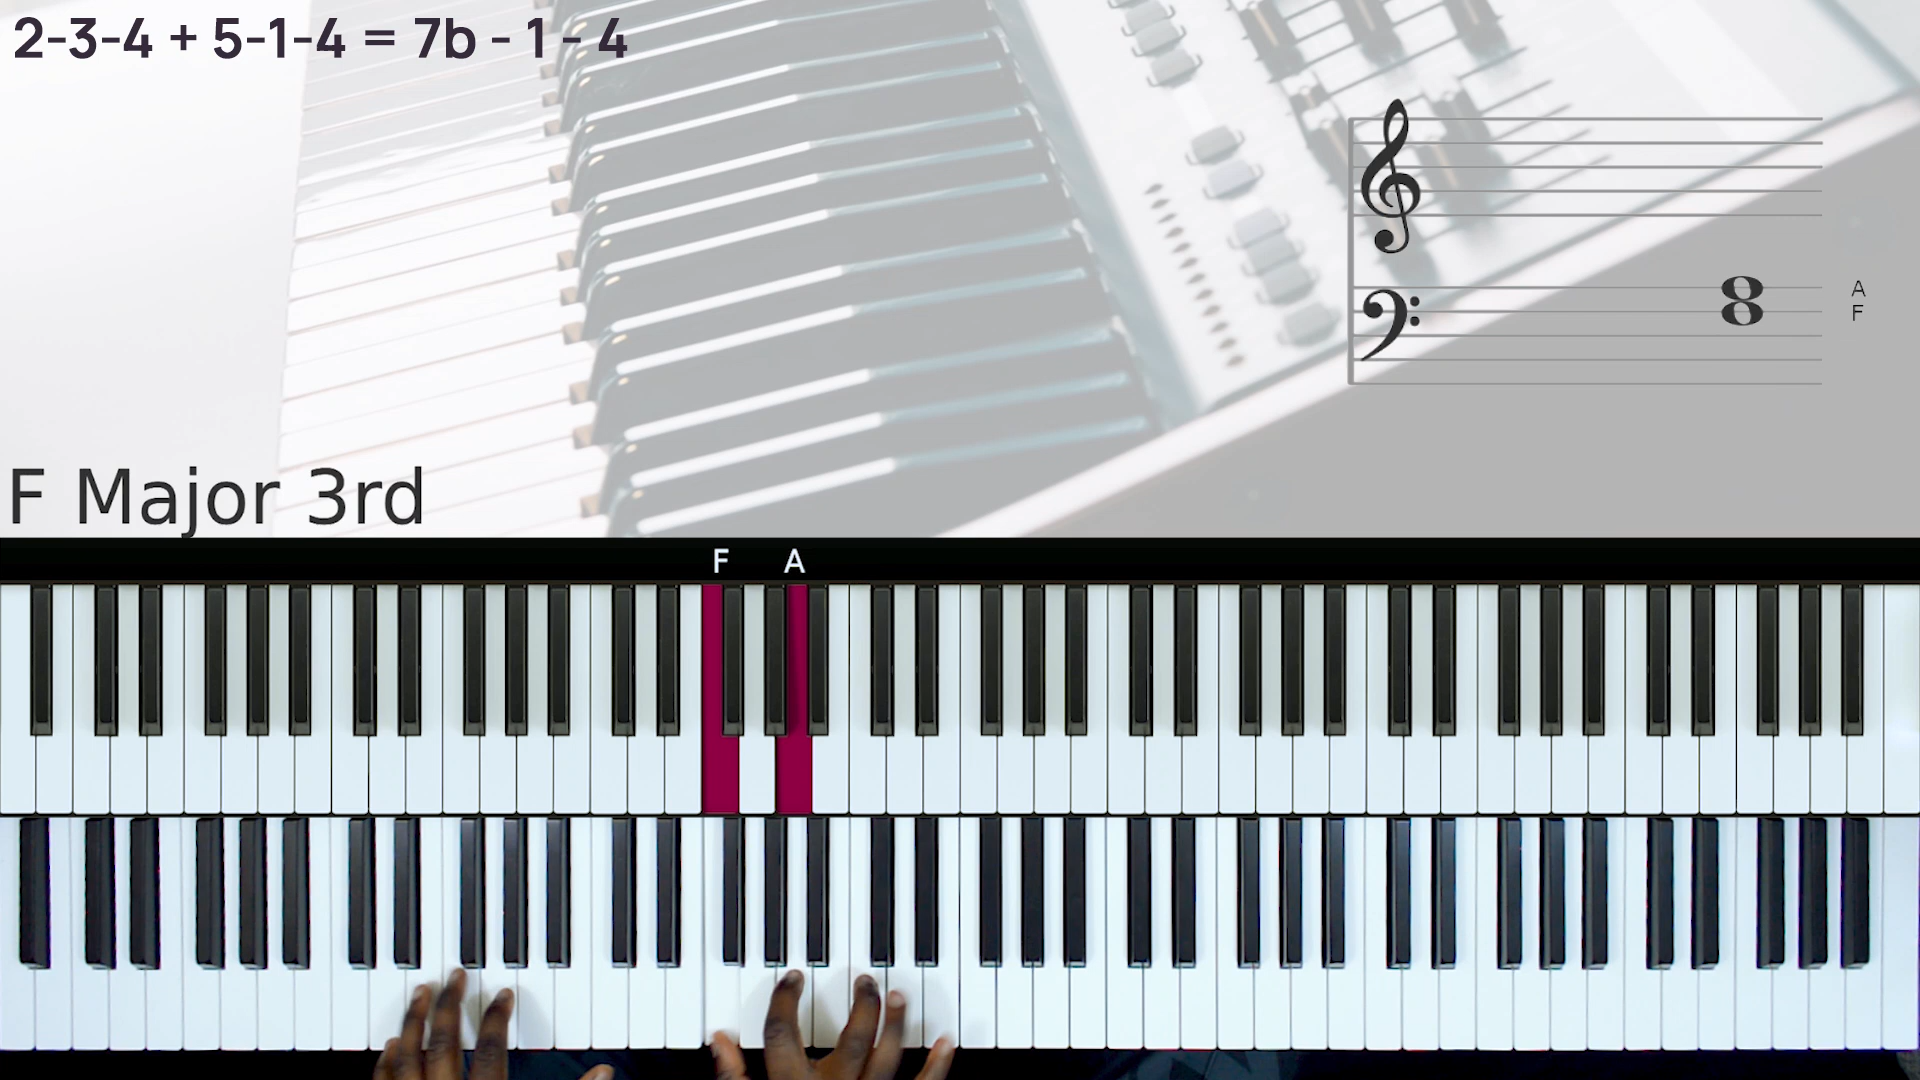 2-3-4 + 5-1-4 = 7b - 1 - 4
A
F
F Major 3rd
F A